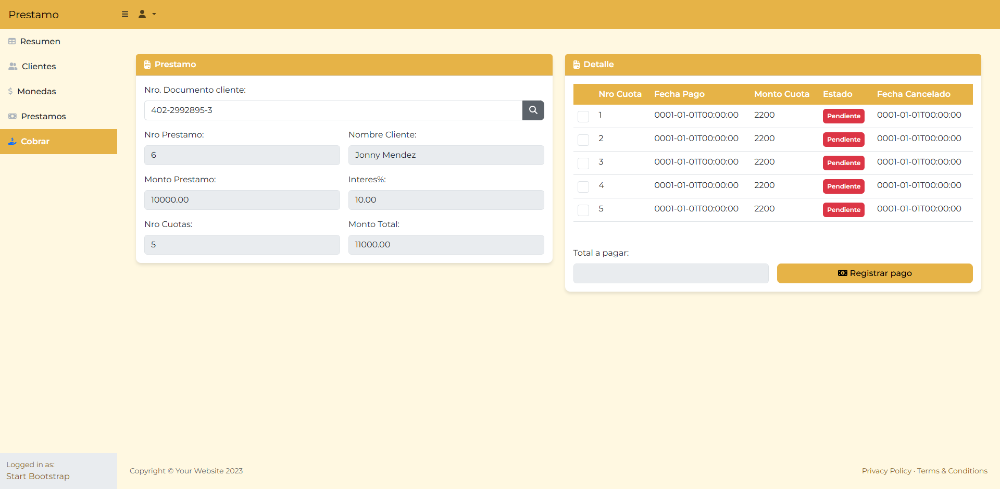 Prestamo
Resumen
Clientes
Monedas
Prestamos
Cobrar
Prestamo
Nro. Documento cliente:
402-2992895-3
Nro Prestamo: Nombre Cliente:
6 Jonny Mendez
Monto Prestamo: Interes%:
10000.00 10.00
Nro Cuotas: Monto Total:
5 11000.00
Detalle
Nro Cuota Fecha Pago Monto Cuota Estado Fecha Cancelado
1 0001-01-01T00:00:00 2200 Pendiente 0001-01-01T00:00:00
2 0001-01-01T00:00:00 2200 Pendiente 0001-01-01T00:00:00
3 0001-01-01T00:00:00 2200 Pendiente 0001-01-01T00:00:00
4 0001-01-01T00:00:00 2200 Pendiente 0001-01-01T00:00:00
5 0001-01-01T00:00:00 2200 Pendiente 0001-01-01T00:00:00
Total a pagar:
Registrar pago
Logged in as:
Start Bootstrap
Copyright © Your Website 2023
Privacy Policy · Terms & Conditions